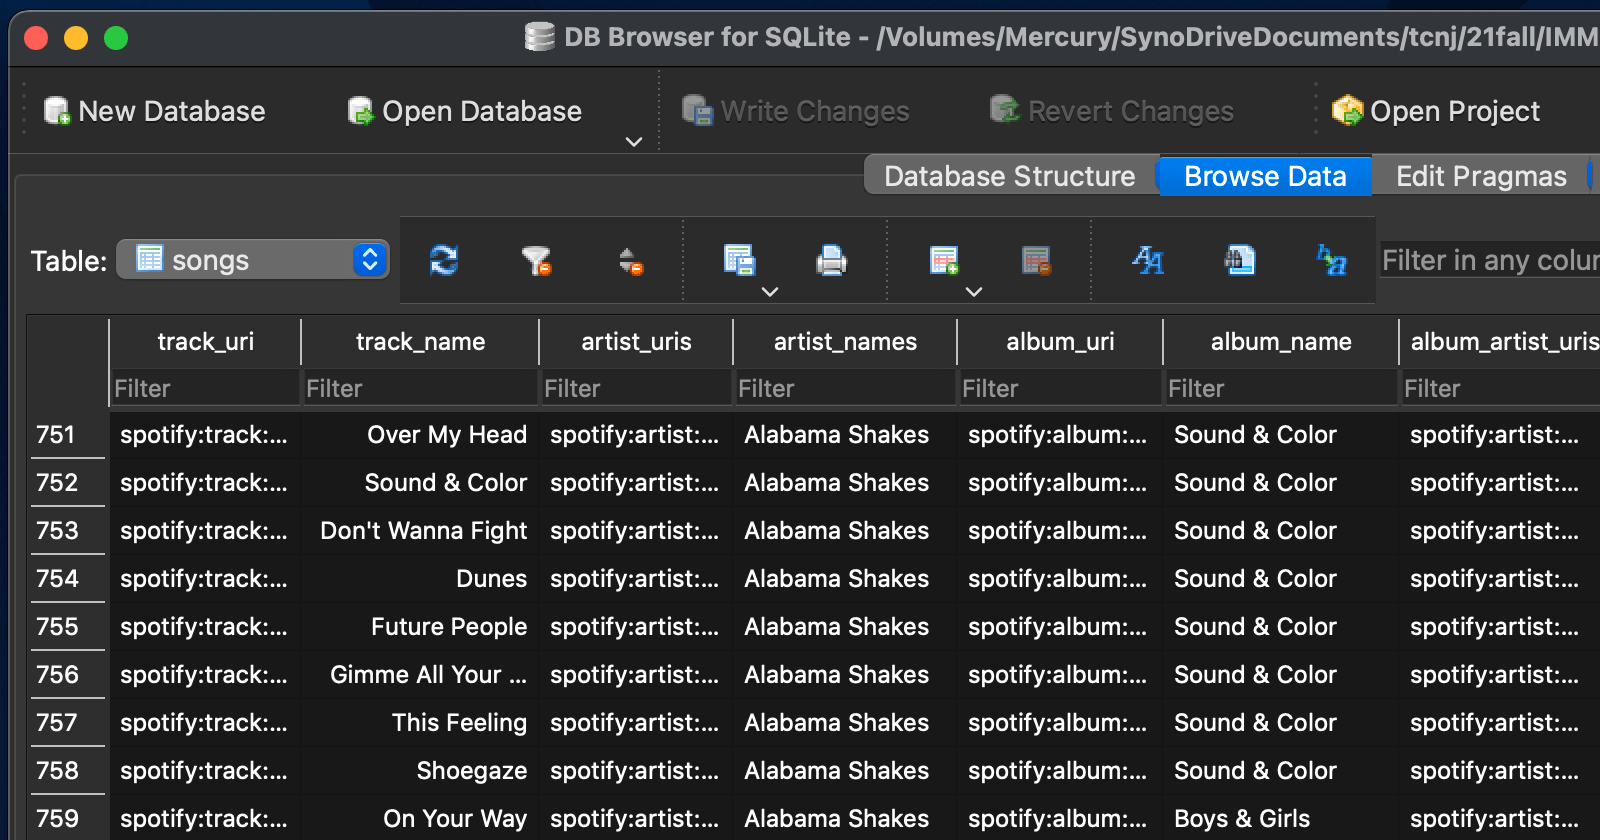 DB Browser for SQLite - /Volumes/Mercury/SynoDriveDocuments/tcnj/21fall/IMM
New Database Open Database Write Changes Revert Changes Open Project
Database Structure Browse Data Edit Pragmas
Table: songs Filter in any colur
track_uri track_name artist_uris artist_names album_uri album_name album_artist_uris
Filter Filter Filter Filter Filter Filter Filter
751 spotify:track:... Over My Head spotify:artist:... Alabama Shakes spotify:album:... Sound & Color spotify:artist:...
752 spotify:track:... Sound & Color spotify:artist:... Alabama Shakes spotify:album:... Sound & Color spotify:artist:...
753 spotify:track:... Don't Wanna Fight spotify:artist:... Alabama Shakes spotify:album:... Sound & Color spotify:artist:...
754 spotify:track:... Dunes spotify:artist:... Alabama Shakes spotify:album:... Sound & Color spotify:artist:...
755 spotify:track:... Future People spotify:artist:... Alabama Shakes spotify:album:... Sound & Color spotify:artist:...
756 spotify:track:... Gimme All Your ... spotify:artist:... Alabama Shakes spotify:album:... Sound & Color spotify:artist:...
757 spotify:track:... This Feeling spotify:artist:... Alabama Shakes spotify:album:... Sound & Color spotify:artist:...
758 spotify:track:... Shoegaze spotify:artist:... Alabama Shakes spotify:album:... Sound & Color spotify:artist:...
759 spotify:track:... On Your Way spotify:artist:... Alabama Shakes spotify:album:... Boys & Girls spotify:artist:...